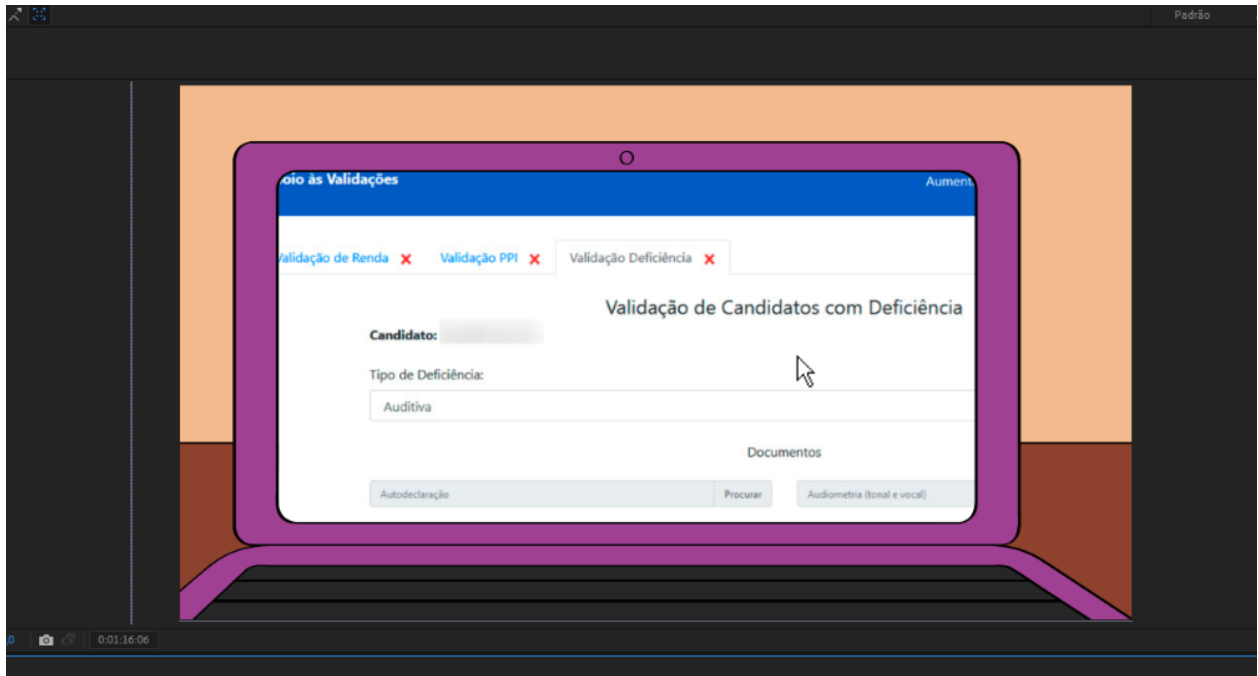 Padrão
oio às Validações
Aument
Validação de Renda
Validação PPI
Validação Deficiência
Validação de Candidatos com Deficiência
Candidato:
Tipo de Deficiência:
Auditiva
Documentos
Autodeclaração Procurar
Audiometria (tonal e vocal)
0:01:16:06